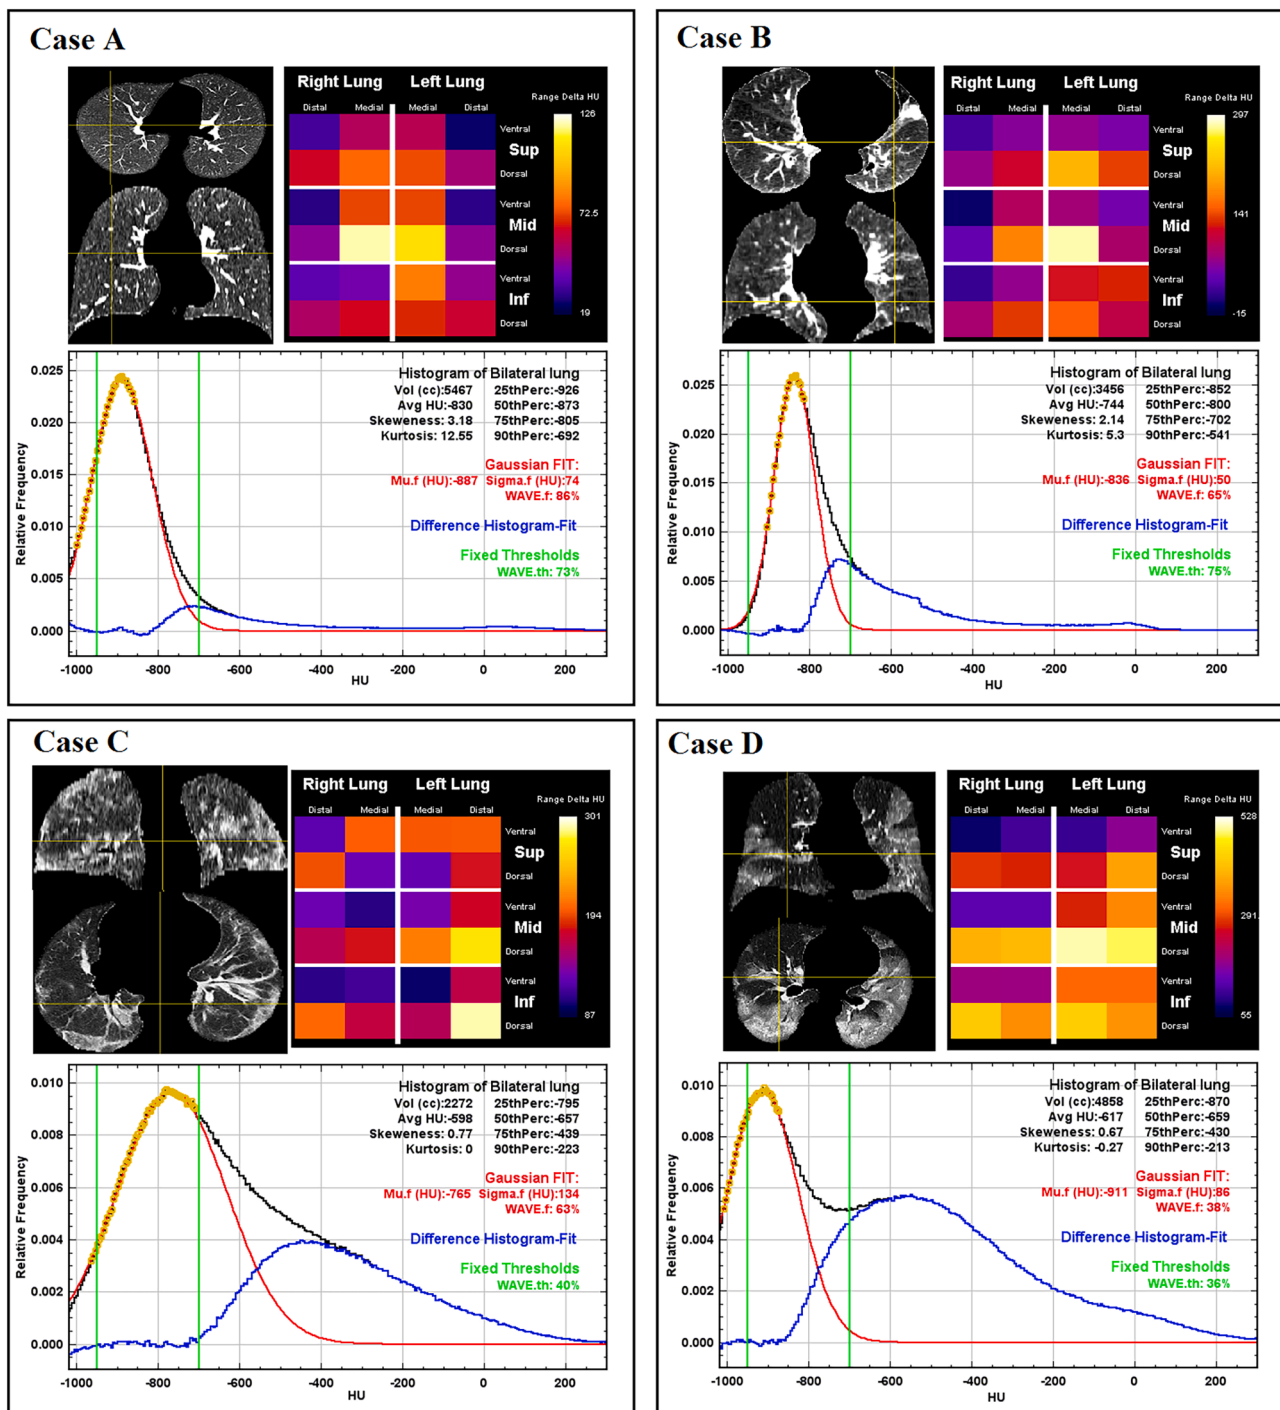 Case A
Right Lung Left Lung
Distal Medial Medial Distal
Range Delta HU
126
72.5
19
Ventral
Sup
Dorsal
Ventral
Mid
Dorsal
Ventral
Inf
Dorsal
Histogram of Bilateral lung
Vol (cc):5467 25thPerc:-926
Avg HU:-830 50thPerc:-873
Skeweness: 3.18 75thPerc:-805
Kurtosis: 12.55 90thPerc:-692
Gaussian FIT:
Mu.f (HU):-887 Sigma.f (HU):74
WAVE.f: 86%
Difference Histogram-Fit
Fixed Thresholds
WAVE.th: 73%
Relative Frequency
0.025
0.020
0.015
0.010
0.005
0.000
-1000 -800 -600 -400 -200 0 200
HU
Case B
Right Lung Left Lung
Distal Medial Medial Distal
Range Delta HU
297
141
-15
Ventral
Sup
Dorsal
Ventral
Mid
Dorsal
Ventral
Inf
Dorsal
Histogram of Bilateral lung
Vol (cc):3456 25thPerc:-852
Avg HU:-744 50thPerc:-800
Skeweness: 2.14 75thPerc:-702
Kurtosis: 5.3 90thPerc:-541
Gaussian FIT:
Mu.f (HU):-836 Sigma.f (HU):50
WAVE.f: 65%
Difference Histogram-Fit
Fixed Thresholds
WAVE.th: 75%
Relative Frequency
0.025
0.020
0.015
0.010
0.005
0.000
-1000 -800 -600 -400 -200 0 200
HU
Case C
Right Lung Left Lung
Distal Medial Medial Distal
Range Delta HU
301
194
87
Ventral
Sup
Dorsal
Ventral
Mid
Dorsal
Ventral
Inf
Dorsal
Histogram of Bilateral lung
Vol (cc):2272 25thPerc:-795
Avg HU:-598 50thPerc:-657
Skeweness: 0.77 75thPerc:-439
Kurtosis: 0 90thPerc:-223
Gaussian FIT:
Mu.f (HU):-765 Sigma.f (HU):134
WAVE.f: 63%
Difference Histogram-Fit
Fixed Thresholds
WAVE.th: 40%
Relative Frequency
0.010
0.008
0.006
0.004
0.002
0.000
-1000 -800 -600 -400 -200 0 200
HU
Case D
Right Lung Left Lung
Distal Medial Medial Distal
Range Delta HU
528
291.
55
Ventral
Sup
Dorsal
Ventral
Mid
Dorsal
Ventral
Inf
Dorsal
Histogram of Bilateral lung
Vol (cc):4858 25thPerc:-870
Avg HU:-617 50thPerc:-659
Skeweness: 0.67 75thPerc:-430
Kurtosis: -0.27 90thPerc:-213
Gaussian FIT:
Mu.f (HU):-911 Sigma.f (HU):86
WAVE.f: 38%
Difference Histogram-Fit
Fixed Thresholds
WAVE.th: 36%
Relative Frequency
0.010
0.008
0.006
0.004
0.002
0.000
-1000 -800 -600 -400 -200 0 200
HU